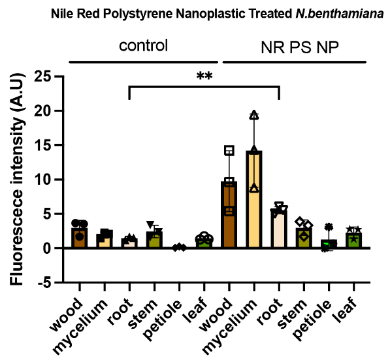 Nile Red Polystyrene Nanoplastic Treated N.benthamiana
control NR PS NP
**
Fluorescece intensity (A.U)
25
20
15
10
5
0
-5
wood mycelium root stem petiole leaf wood mycelium root stem petiole leaf